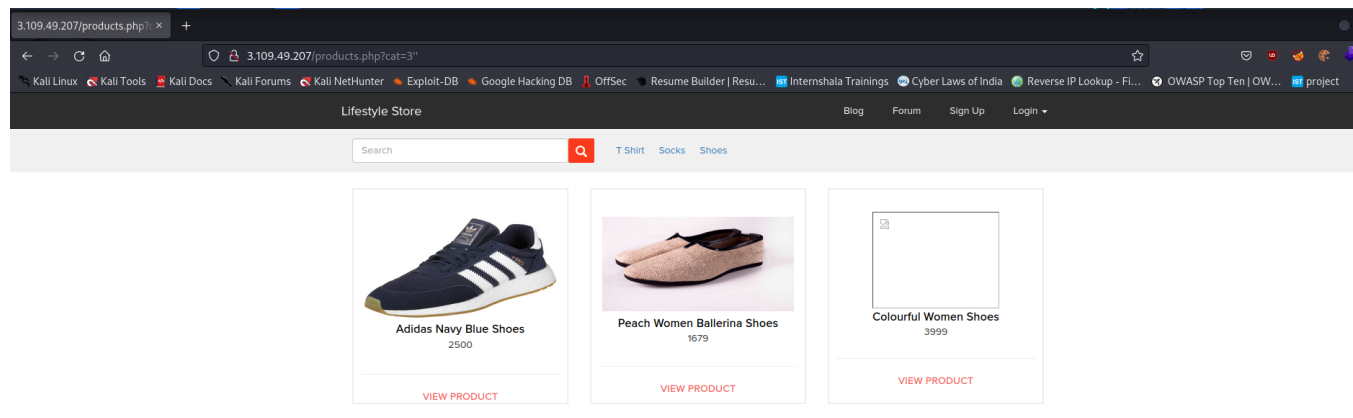 3.109.49.207/products.php?c
3.109.49.207/products.php?cat=3''
Kali Linux Kali Tools Kali Docs Kali Forums Kali NetHunter Exploit-DB Google Hacking DB OffSec Resume Builder | Resu… Internshala Trainings Cyber Laws of India Reverse IP Lookup - Fi… OWASP Top Ten | OW… project
Lifestyle Store Blog Forum Sign Up Login
Search T Shirt Socks Shoes
Adidas Navy Blue Shoes
2500
VIEW PRODUCT
Peach Women Ballerina Shoes
1679
VIEW PRODUCT
Colourful Women Shoes
3999
VIEW PRODUCT